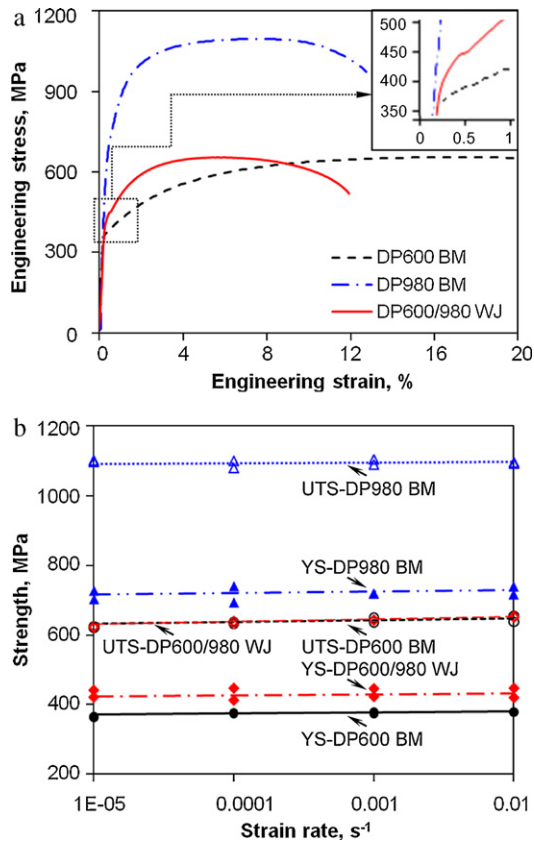 a
1200
900
600
300
0
Engineering stress, MPa
0 4 8 12 16 20
Engineering strain, %
500
450
400
350
0 0.5 1
DP600 BM
DP980 BM
DP600/980 WJ
b
1200
1000
800
600
400
200
Strength, MPa
UTS-DP980 BM
YS-DP980 BM
UTS-DP600/980 WJ
UTS-DP600 BM
YS-DP600/980 WJ
YS-DP600 BM
1E-05 0.0001 0.001 0.01
Strain rate, s-1